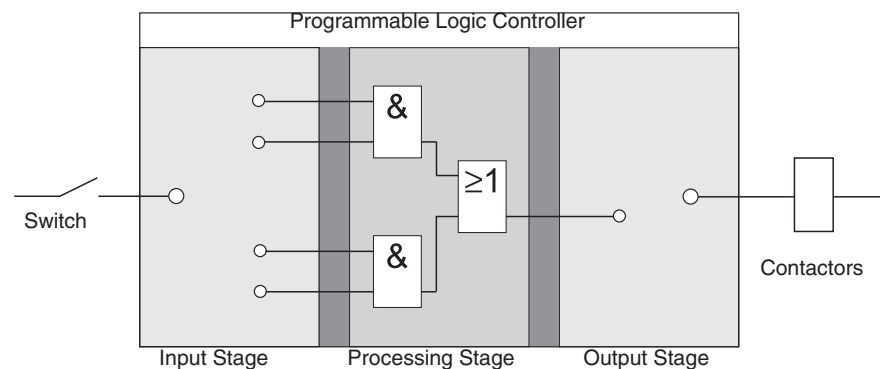 Programmable Logic Controller
&
≥1
Switch
&
Contactors
Input Stage
Processing Stage
Output Stage